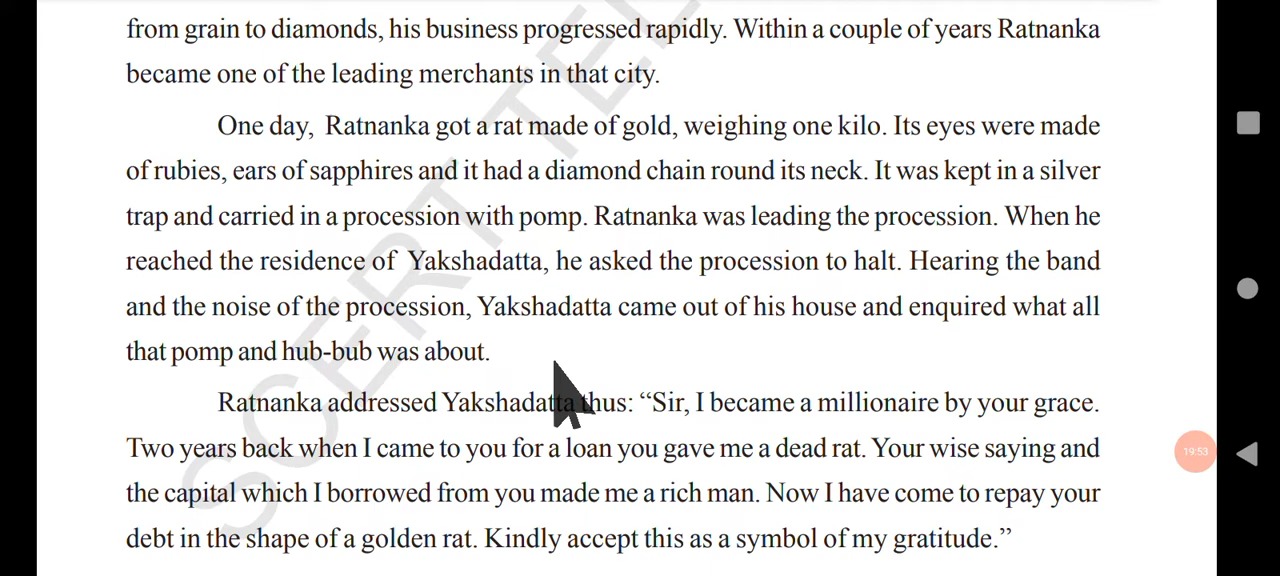 from grain to diamonds, his business progressed rapidly. Within a couple of years Ratnanka
became one of the leading merchants in that city.
One day, Ratnanka got a rat made of gold, weighing one kilo. Its eyes were made
of rubies, ears of sapphires and it had a diamond chain round its neck. It was kept in a silver
trap and carried in a procession with pomp. Ratnanka was leading the procession. When he
reached the residence of Yakshadatta, he asked the procession to halt. Hearing the band
and the noise of the procession, Yakshadatta came out of his house and enquired what all
that pomp and hub-bub was about.
Ratnanka addressed Yakshadatta thus: “Sir, I became a millionaire by your grace.
Two years back when I came to you for a loan you gave me a dead rat. Your wise saying and
the capital which I borrowed from you made me a rich man. Now I have come to repay your
debt in the shape of a golden rat. Kindly accept this as a symbol of my gratitude.”
SCERT TEL
19:53